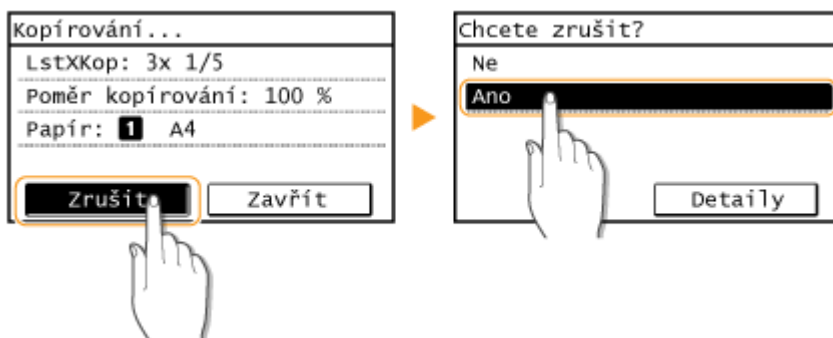 Kopírování...
LstXKop: 3x 1/5
Poměr kopírování: 100 %
Papír: 1 A4
Zrušit
Zavřít
Chcete zrušit?
Ne
Ano
Detaily